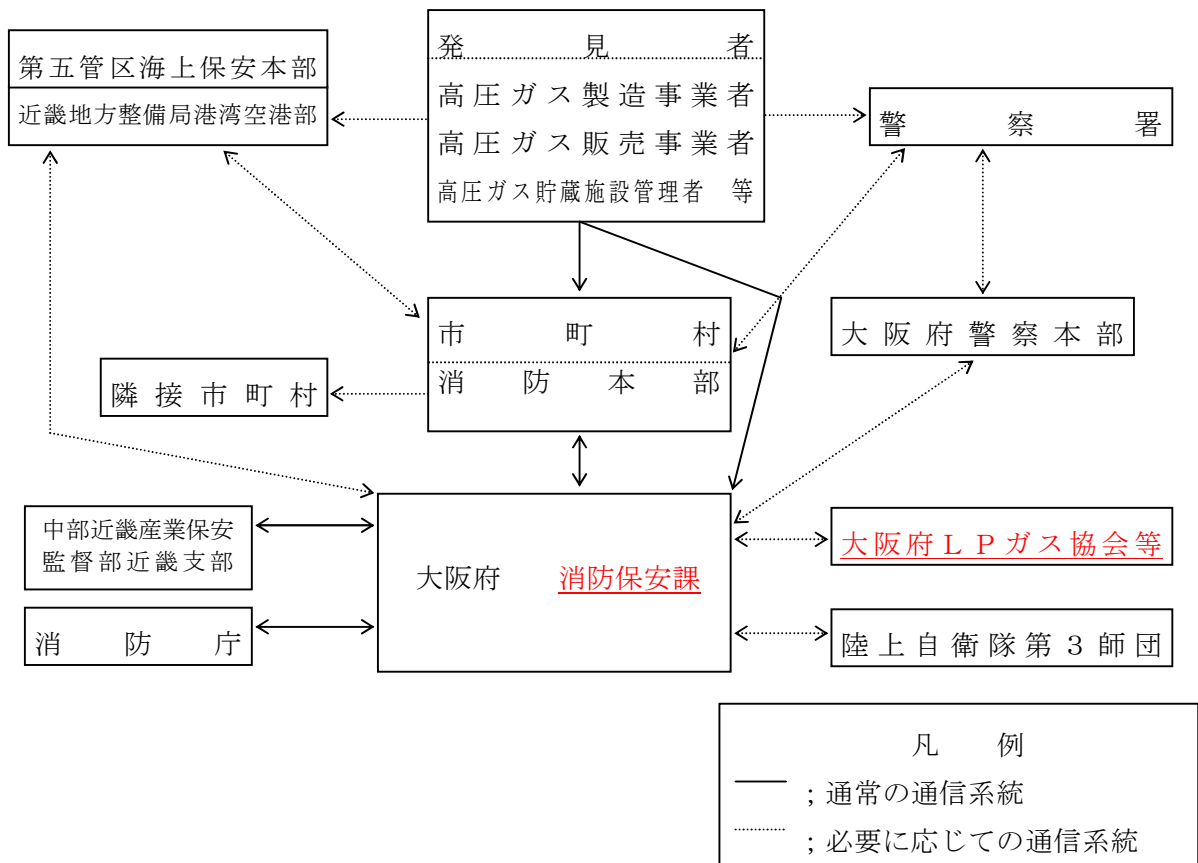 発見者
高圧ガス製造事業者
高圧ガス販売事業者
高圧ガス貯蔵施設管理者 等
第五管区海上保安本部
近畿地方整備局港湾空港部
警察署
市町村
消防本部
大阪府警察本部
隣接市町村
中部近畿産業保安
監督部近畿支部
大阪府 消防保安課
大阪府LPガス協会等
消防庁
陸上自衛隊第3師団
凡例
;通常の通信系統
;必要に応じての通信系統